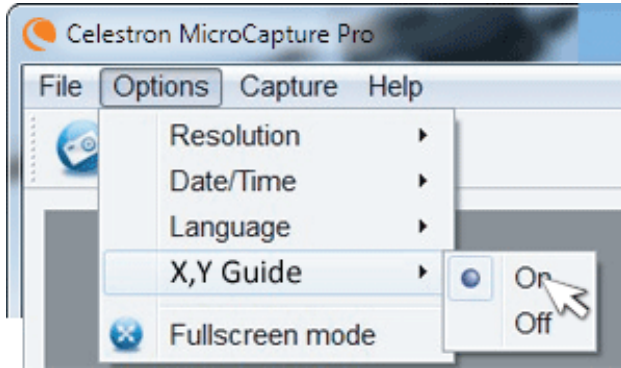 Celestron MicroCapture Pro
File Options Capture Help
Resolution
Date/Time
Language
X,Y Guide
On
Off
Fullscreen mode